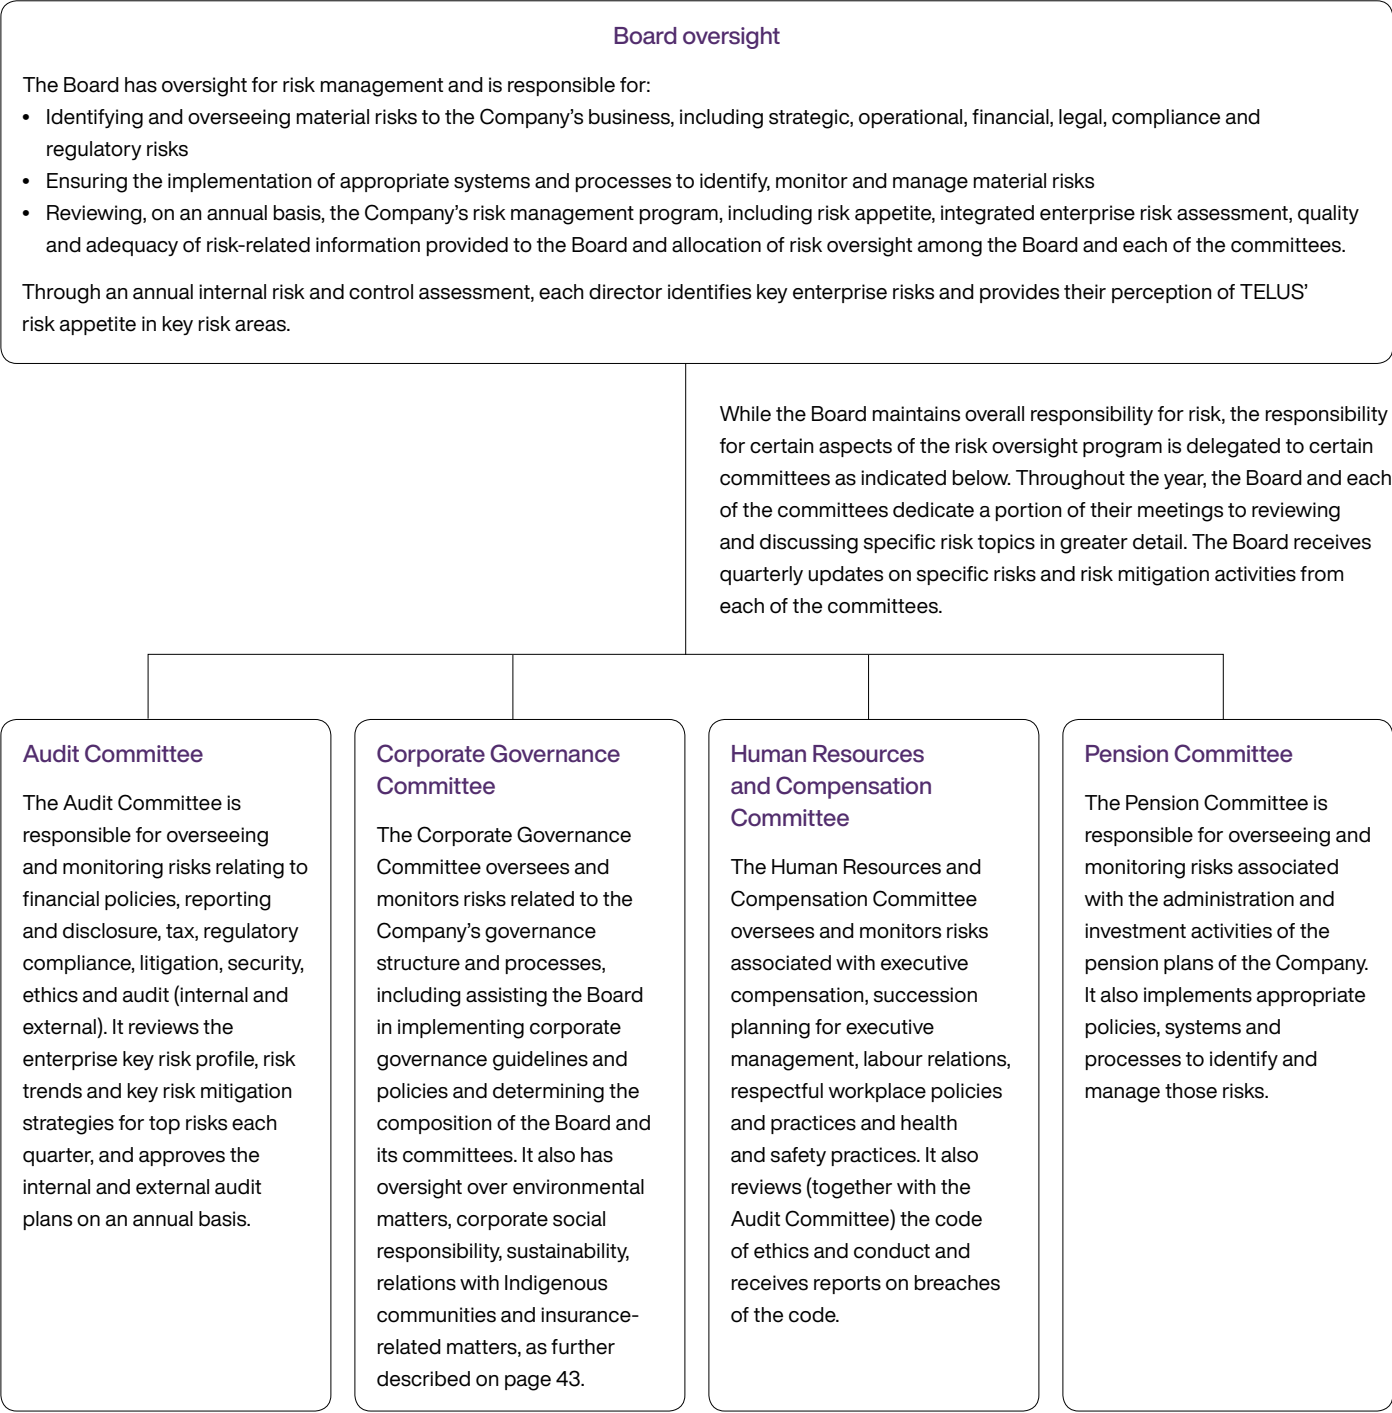 Board oversight
The Board has oversight for risk management and is responsible for:
• Identifying and overseeing material risks to the Company’s business, including strategic, operational, financial, legal, compliance and
regulatory risks
• Ensuring the implementation of appropriate systems and processes to identify, monitor and manage material risks
• Reviewing, on an annual basis, the Company’s risk management program, including risk appetite, integrated enterprise risk assessment, quality
and adequacy of risk-related information provided to the Board and allocation of risk oversight among the Board and each of the committees.
Through an annual internal risk and control assessment, each director identifies key enterprise risks and provides their perception of TELUS’
risk appetite in key risk areas.
While the Board maintains overall responsibility for risk, the responsibility
for certain aspects of the risk oversight program is delegated to certain
committees as indicated below. Throughout the year, the Board and each
of the committees dedicate a portion of their meetings to reviewing
and discussing specific risk topics in greater detail. The Board receives
quarterly updates on specific risks and risk mitigation activities from
each of the committees.
Audit Committee
The Audit Committee is
responsible for overseeing
and monitoring risks relating to
financial policies, reporting
and disclosure, tax, regulatory
compliance, litigation, security,
ethics and audit (internal and
external). It reviews the
enterprise key risk profile, risk
trends and key risk mitigation
strategies for top risks each
quarter, and approves the
internal and external audit
plans on an annual basis.
Corporate Governance
Committee
The Corporate Governance
Committee oversees and
monitors risks related to the
Company’s governance
structure and processes,
including assisting the Board
in implementing corporate
governance guidelines and
policies and determining the
composition of the Board and
its committees. It also has
oversight over environmental
matters, corporate social
responsibility, sustainability,
relations with Indigenous
communities and insurance-
related matters, as further
described on page 43.
Human Resources
and Compensation
Committee
The Human Resources and
Compensation Committee
oversees and monitors risks
associated with executive
compensation, succession
planning for executive
management, labour relations,
respectful workplace policies
and practices and health
and safety practices. It also
reviews (together with the
Audit Committee) the code
of ethics and conduct and
receives reports on breaches
of the code.
Pension Committee
The Pension Committee is
responsible for overseeing and
monitoring risks associated
with the administration and
investment activities of the
pension plans of the Company.
It also implements appropriate
policies, systems and
processes to identify and
manage those risks.